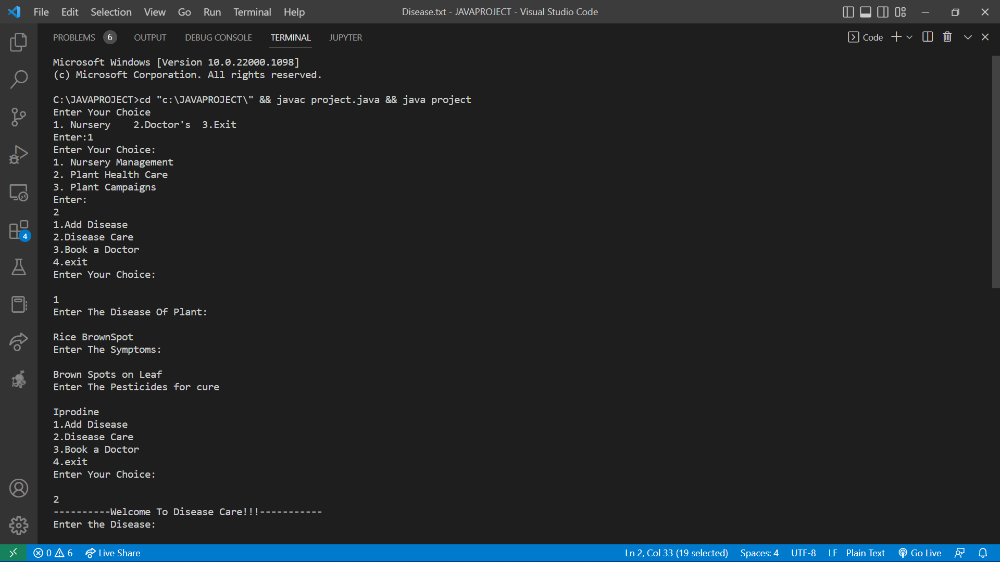 File Edit Selection View Go Run Terminal Help Disease.txt - JAVAPROJECT - Visual Studio Code
PROBLEMS 6 OUTPUT DEBUG CONSOLE TERMINAL JUPYTER Code
Microsoft Windows [Version 10.0.22000.1098]
(c) Microsoft Corporation. All rights reserved.
C:\JAVAPROJECT>cd "c:\JAVAPROJECT\" && javac project.java && java project
Enter Your Choice
1. Nursery    2.Doctor's  3.Exit
Enter:1
Enter Your Choice:
1. Nursery Management
2. Plant Health Care
3. Plant Campaigns
Enter:
2
1.Add Disease
2.Disease Care
3.Book a Doctor
4.exit
Enter Your Choice:
1
Enter The Disease Of Plant:
Rice BrownSpot
Enter The Symptoms:
Brown Spots on Leaf
Enter The Pesticides for cure
Iprodine
1.Add Disease
2.Disease Care
3.Book a Doctor
4.exit
Enter Your Choice:
2
----------Welcome To Disease Care!!!-----------
Enter the Disease:
4
0 6 Live Share Ln 2, Col 33 (19 selected) Spaces: 4 UTF-8 LF Plain Text Go Live